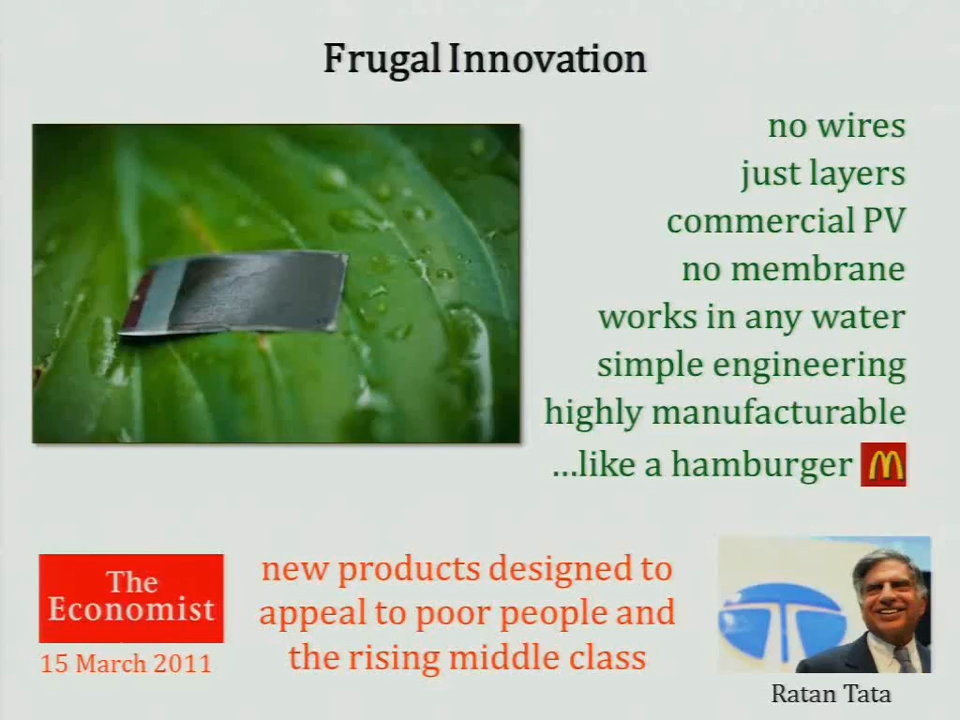 Frugal Innovation
no wires
just layers
commercial PV
no membrane
works in any water
simple engineering
highly manufacturable
...like a hamburger
The
Economist
15 March 2011
new products designed to
appeal to poor people and
the rising middle class
Ratan Tata